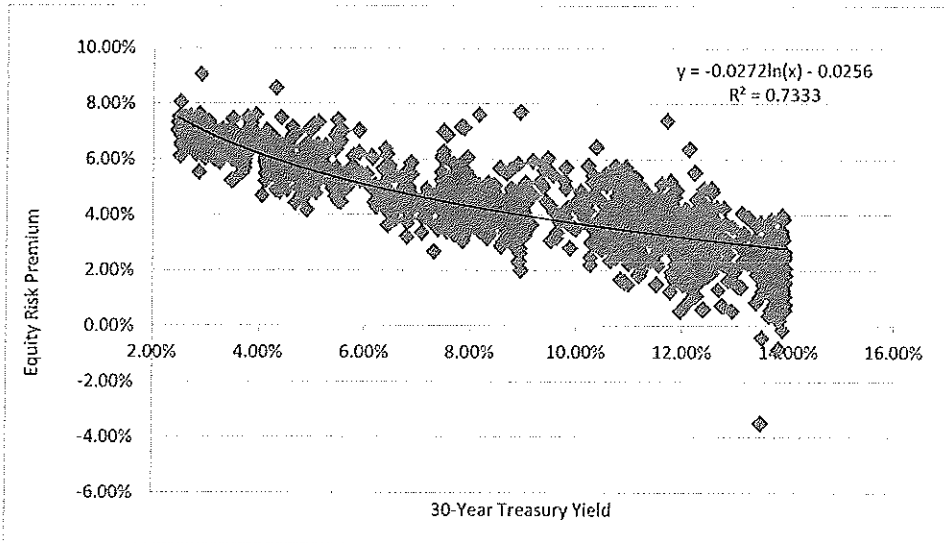 10.00%
y = -0.0272ln(x) - 0.0256
R² = 0.7333
8.00%
6.00%
4.00%
2.00%
0.00%
2.00% 4.00% 6.00% 8.00% 10.00% 12.00% 14.00% 16.00%
-2.00%
-4.00%
-6.00%
Equity Risk Premium
30-Year Treasury Yield